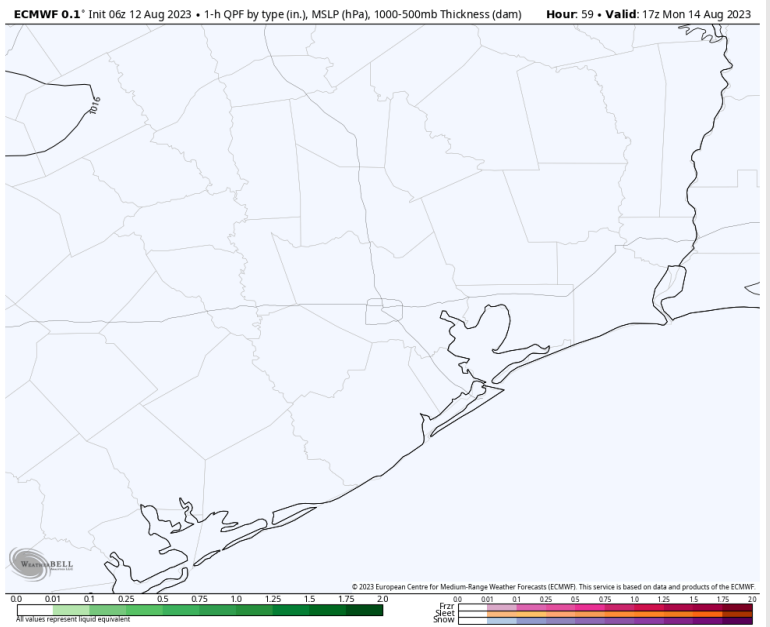 ECMWF 0.1° Init 06z 12 Aug 2023 • 1-h QPF by type (in.), MSLP (hPa), 1000-500mb Thickness (dam) Hour: 59 • Valid: 17z Mon 14 Aug 2023
1016
WEATHERBELL
© 2023 European Centre for Medium-Range Weather Forecasts (ECMWF). This service is based on data and products of the ECMWF.
0.0 0.01 0.1 0.25 0.5 0.75 1.0 1.25 1.5 1.75 2.0
All values represent liquid equivalent
0.0 0.01 0.1 0.25 0.5 0.75 1.0 1.25 1.5 1.75 2.0
Frzr
Sleet
Snow